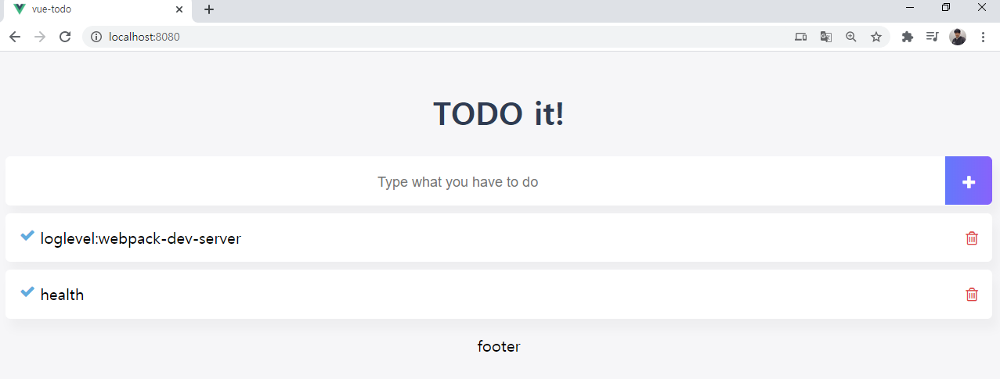 vue-todo
localhost:8080
TODO it!
Type what you have to do
loglevel:webpack-dev-server
health
footer